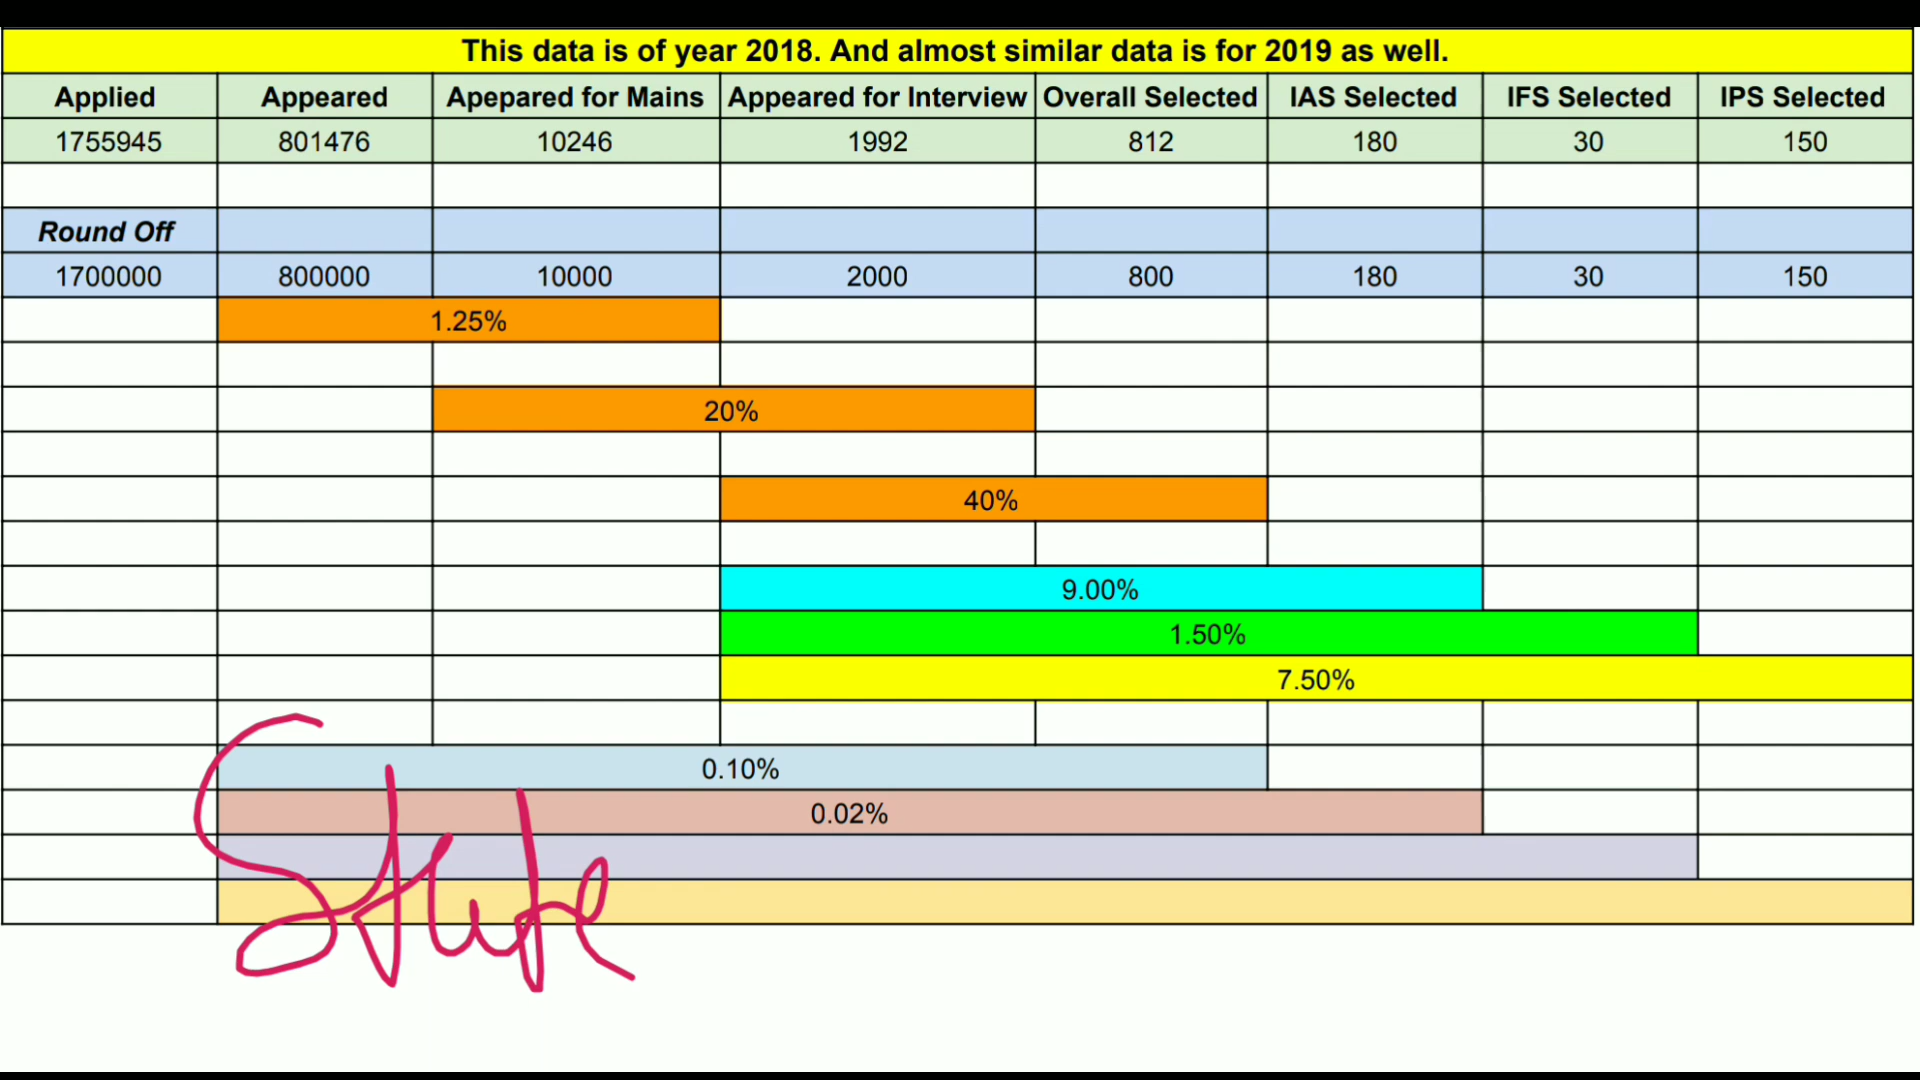 This data is of year 2018. And almost similar data is for 2019 as well.
Applied Appeared Apepared for Mains Appeared for Interview Overall Selected IAS Selected IFS Selected IPS Selected
1755945 801476 10246 1992 812 180 30 150
Round Off
1700000 800000 10000 2000 800 180 30 150
1.25%
20%
40%
9.00%
1.50%
7.50%
0.10%
0.02%
State